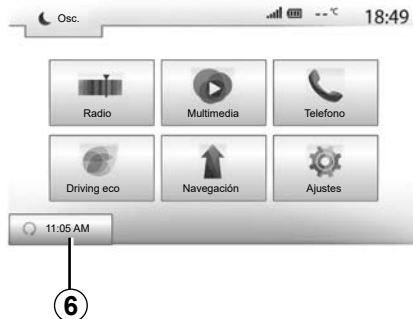 Osc.
--°C
18:49
Radio
Multimedia
Telefono
Driving eco
Navegación
Ajustes
11:05 AM
6